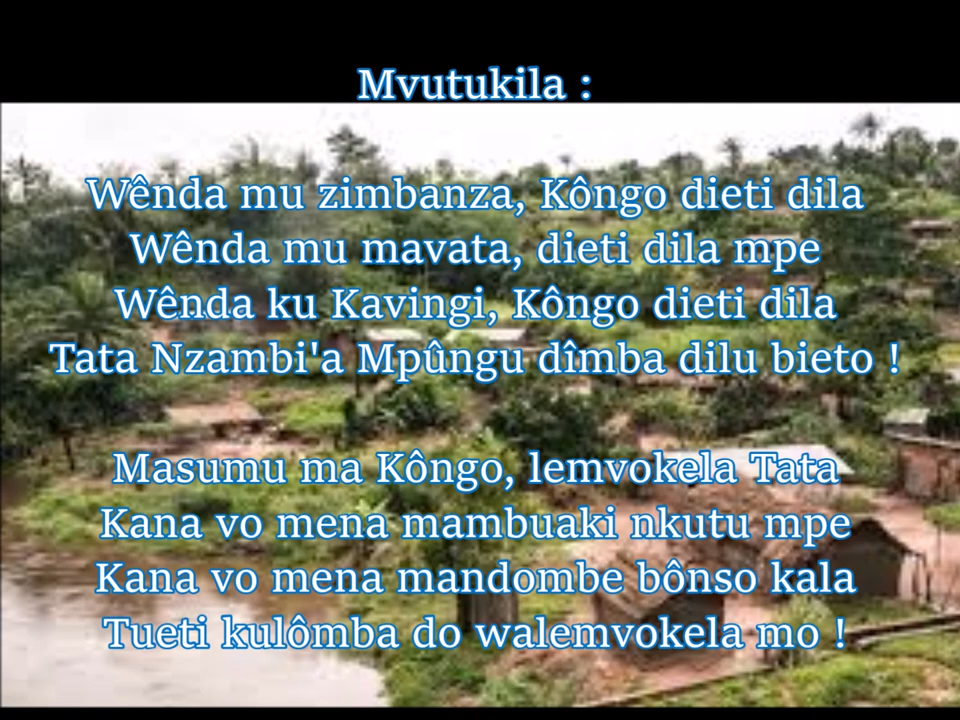 Mvutukila :
Wênda mu zimbanza, Kôngo dieti dila
Wênda mu mavata, dieti dila mpe
Wênda ku Kavingi, Kôngo dieti dila
Tata Nzambi'a Mpûngu dîmba dilu bieto !
Masumu ma Kôngo, lemvokela Tata
Kana vo mena mambuaki nkutu mpe
Kana vo mena mandombe bônso kala
Tueti kulômba do walemvokela mo !